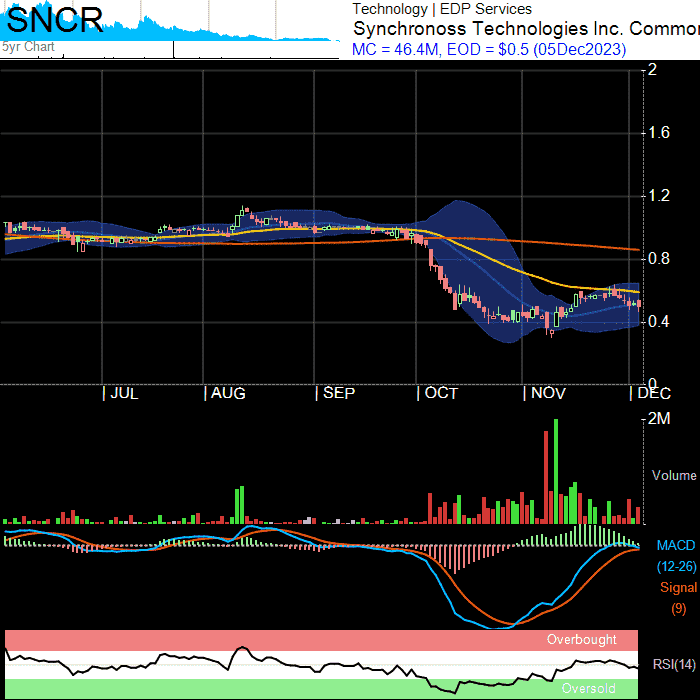 SNCR
5yr Chart
Technology | EDP Services
Synchronoss Technologies Inc. Common
MC = 46.4M, EOD = $0.5 (05Dec2023)
2
1.6
1.2
0.8
0.4
0
JUL AUG SEP OCT NOV DEC
2M
Volume
MACD
(12-26)
Signal
(9)
Overbought
RSI(14)
Oversold